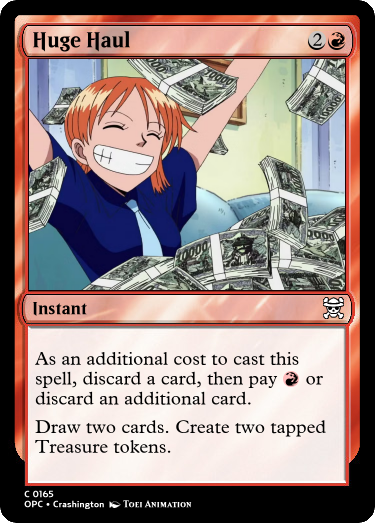 Huge Haul 2
Instant
As an additional cost to cast this
spell, discard a card, then pay or
discard an additional card.
Draw two cards. Create two tapped
Treasure tokens.
C 0165
OPC • Crashington TOEI ANIMATION